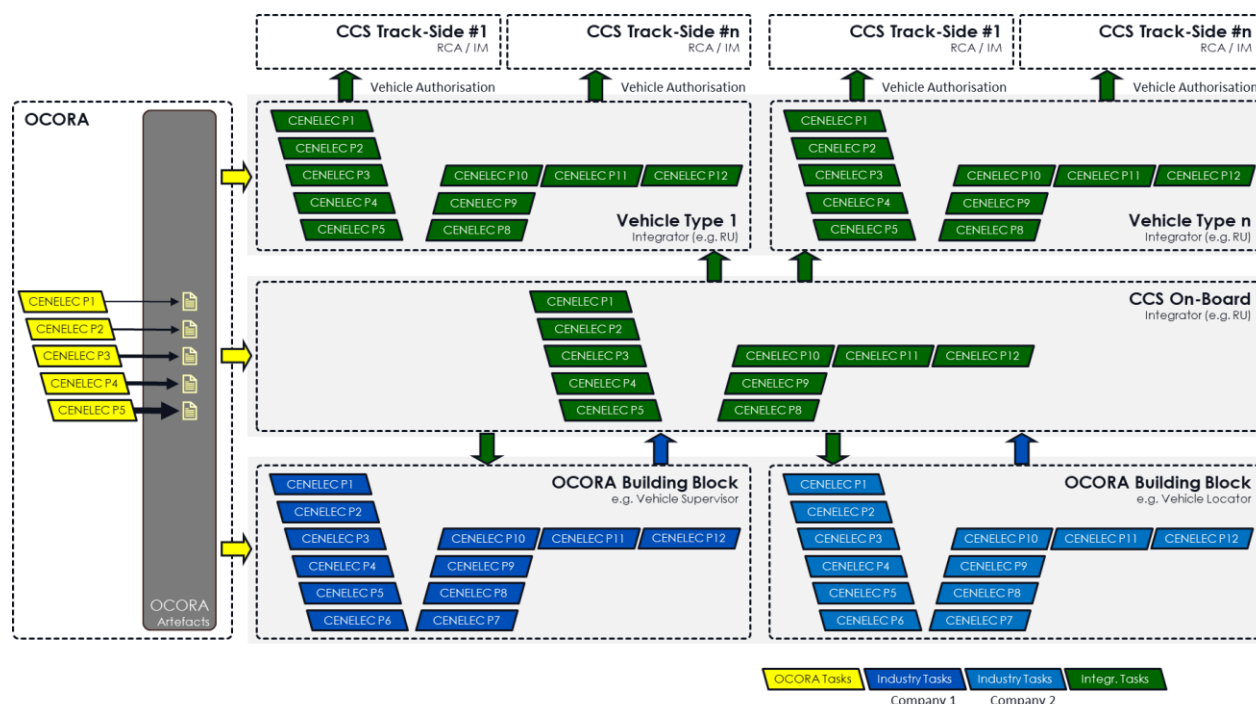 CCS Track-Side #1
RCA / IM
CCS Track-Side #n
RCA / IM
CCS Track-Side #1
RCA / IM
CCS Track-Side #n
RCA / IM
Vehicle Authorisation
Vehicle Authorisation
Vehicle Authorisation
Vehicle Authorisation
OCORA
CENELEC P1
CENELEC P2
CENELEC P3
CENELEC P4
CENELEC P5
OCORA
Artefacts
CENELEC P1
CENELEC P2
CENELEC P3
CENELEC P4
CENELEC P5
CENELEC P10 CENELEC P11 CENELEC P12
CENELEC P9
CENELEC P8
Vehicle Type 1
Integrator (e.g. RU)
CENELEC P1
CENELEC P2
CENELEC P3
CENELEC P4
CENELEC P5
CENELEC P10 CENELEC P11 CENELEC P12
CENELEC P9
CENELEC P8
Vehicle Type n
Integrator (e.g. RU)
CCS On-Board
Integrator (e.g. RU)
CENELEC P1
CENELEC P2
CENELEC P3
CENELEC P4
CENELEC P5
CENELEC P10 CENELEC P11 CENELEC P12
CENELEC P9
CENELEC P8
OCORA Building Block
e.g. Vehicle Supervisor
CENELEC P1
CENELEC P2
CENELEC P3
CENELEC P4
CENELEC P5
CENELEC P6
CENELEC P10 CENELEC P11 CENELEC P12
CENELEC P9
CENELEC P8
CENELEC P7
OCORA Building Block
e.g. Vehicle Locator
CENELEC P1
CENELEC P2
CENELEC P3
CENELEC P4
CENELEC P5
CENELEC P6
CENELEC P10 CENELEC P11 CENELEC P12
CENELEC P9
CENELEC P8
CENELEC P7
OCORA Tasks Industry Tasks Industry Tasks Integr. Tasks
Company 1 Company 2